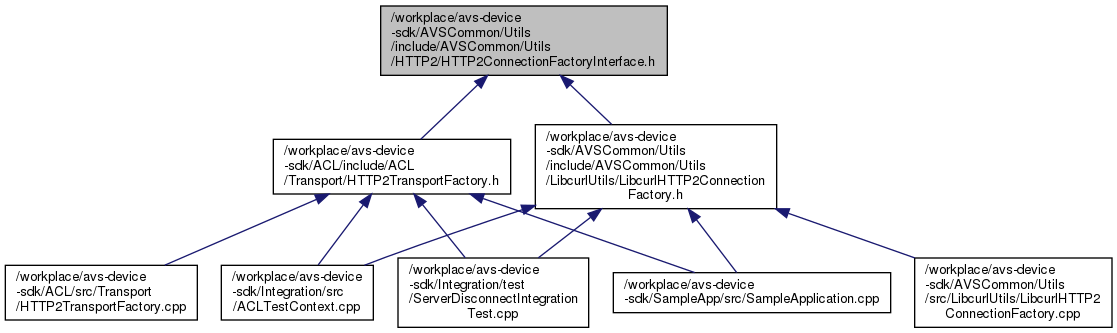 /workplace/avs-device
-sdk/AVSCommon/Utils
/include/AVSCommon/Utils
/HTTP2/HTTP2ConnectionFactoryInterface.h
/workplace/avs-device
-sdk/ACL/include/ACL
/Transport/HTTP2TransportFactory.h
/workplace/avs-device
-sdk/AVSCommon/Utils
/include/AVSCommon/Utils
/LibcurlUtils/LibcurlHTTP2Connection
Factory.h
/workplace/avs-device
-sdk/ACL/src/Transport
/HTTP2TransportFactory.cpp
/workplace/avs-device
-sdk/Integration/src
/ACLTestContext.cpp
/workplace/avs-device
-sdk/Integration/test
/ServerDisconnectIntegration
Test.cpp
/workplace/avs-device
-sdk/SampleApp/src/SampleApplication.cpp
/workplace/avs-device
-sdk/AVSCommon/Utils
/src/LibcurlUtils/LibcurlHTTP2
ConnectionFactory.cpp